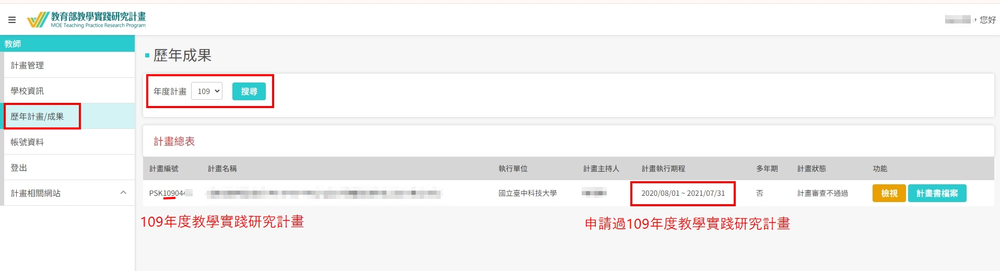 教育部教學實踐研究計畫
MOE Teaching Practice Research Program
，您好
教師
計畫管理
學校資訊
歷年計畫/成果
帳號資料
登出
計畫相關網站
歷年成果
年度計畫 109 搜尋
計畫總表
計畫編號 計畫名稱 執行單位 計畫主持人 計畫執行期程 多年期 計畫狀態 功能
PSK109044 國立臺中科技大學 2020/08/01 ~ 2021/07/31 否 計畫審查不通過 檢視 計畫書檔案
109年度教學實踐研究計畫
申請過109年度教學實踐研究計畫